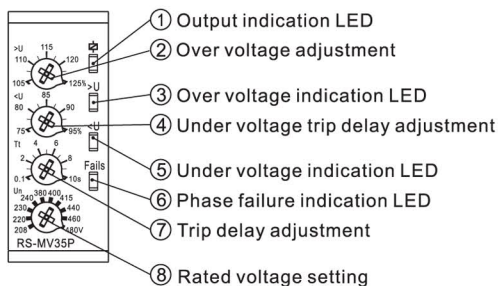 ① Output indication LED
② Over voltage adjustment
③ Over voltage indication LED
④ Under voltage trip delay adjustment
⑤ Under voltage indication LED
⑥ Phase failure indication LED
⑦ Trip delay adjustment
⑧ Rated voltage setting
>U
105 110 115 120 125%
>U
<U
75 80 85 90 95%
<U
Tt
0.1 2 4 6 8 10s
Fails
Un
208 220 230 240 380 400 415 440 460 480V
RS-MV35P